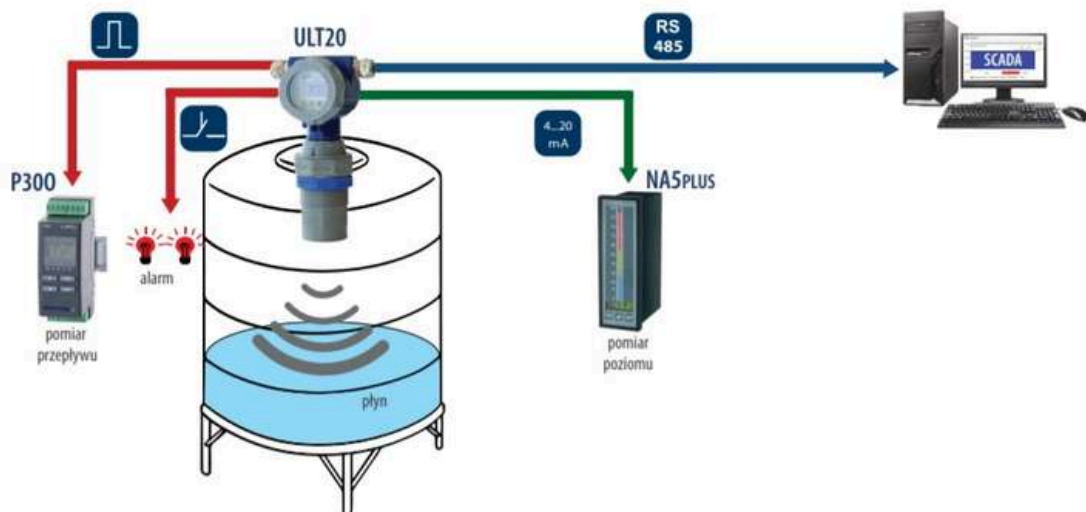 ULT20
RS
485
SCADA
4...20
mA
P300
NA5PLUS
alarm
pomiar
przepływu
pomiar
poziomu
płyn